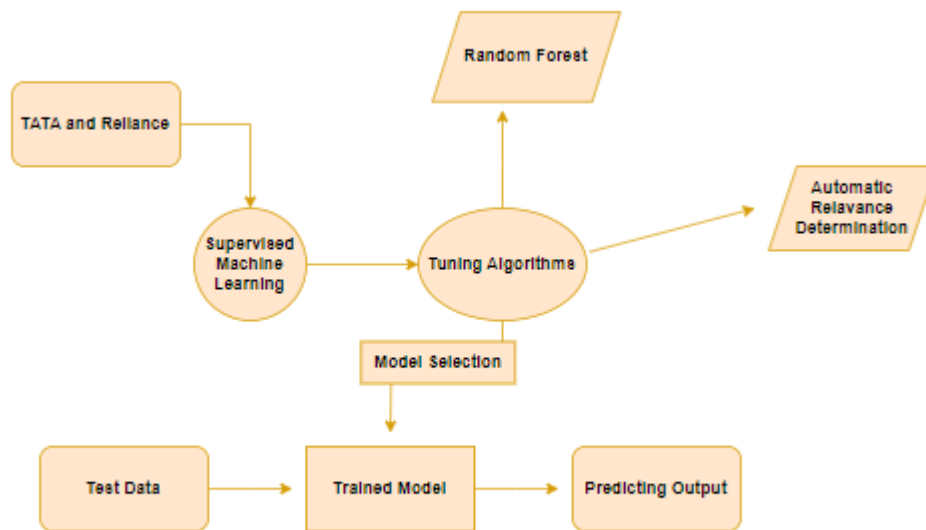 Random Forest
TATA and Reliance
Automatic
Relavance
Determination
Supervised
Machine
Learning
Tuning Algorithms
Model Selection
Test Data
Trained Model
Predicting Output